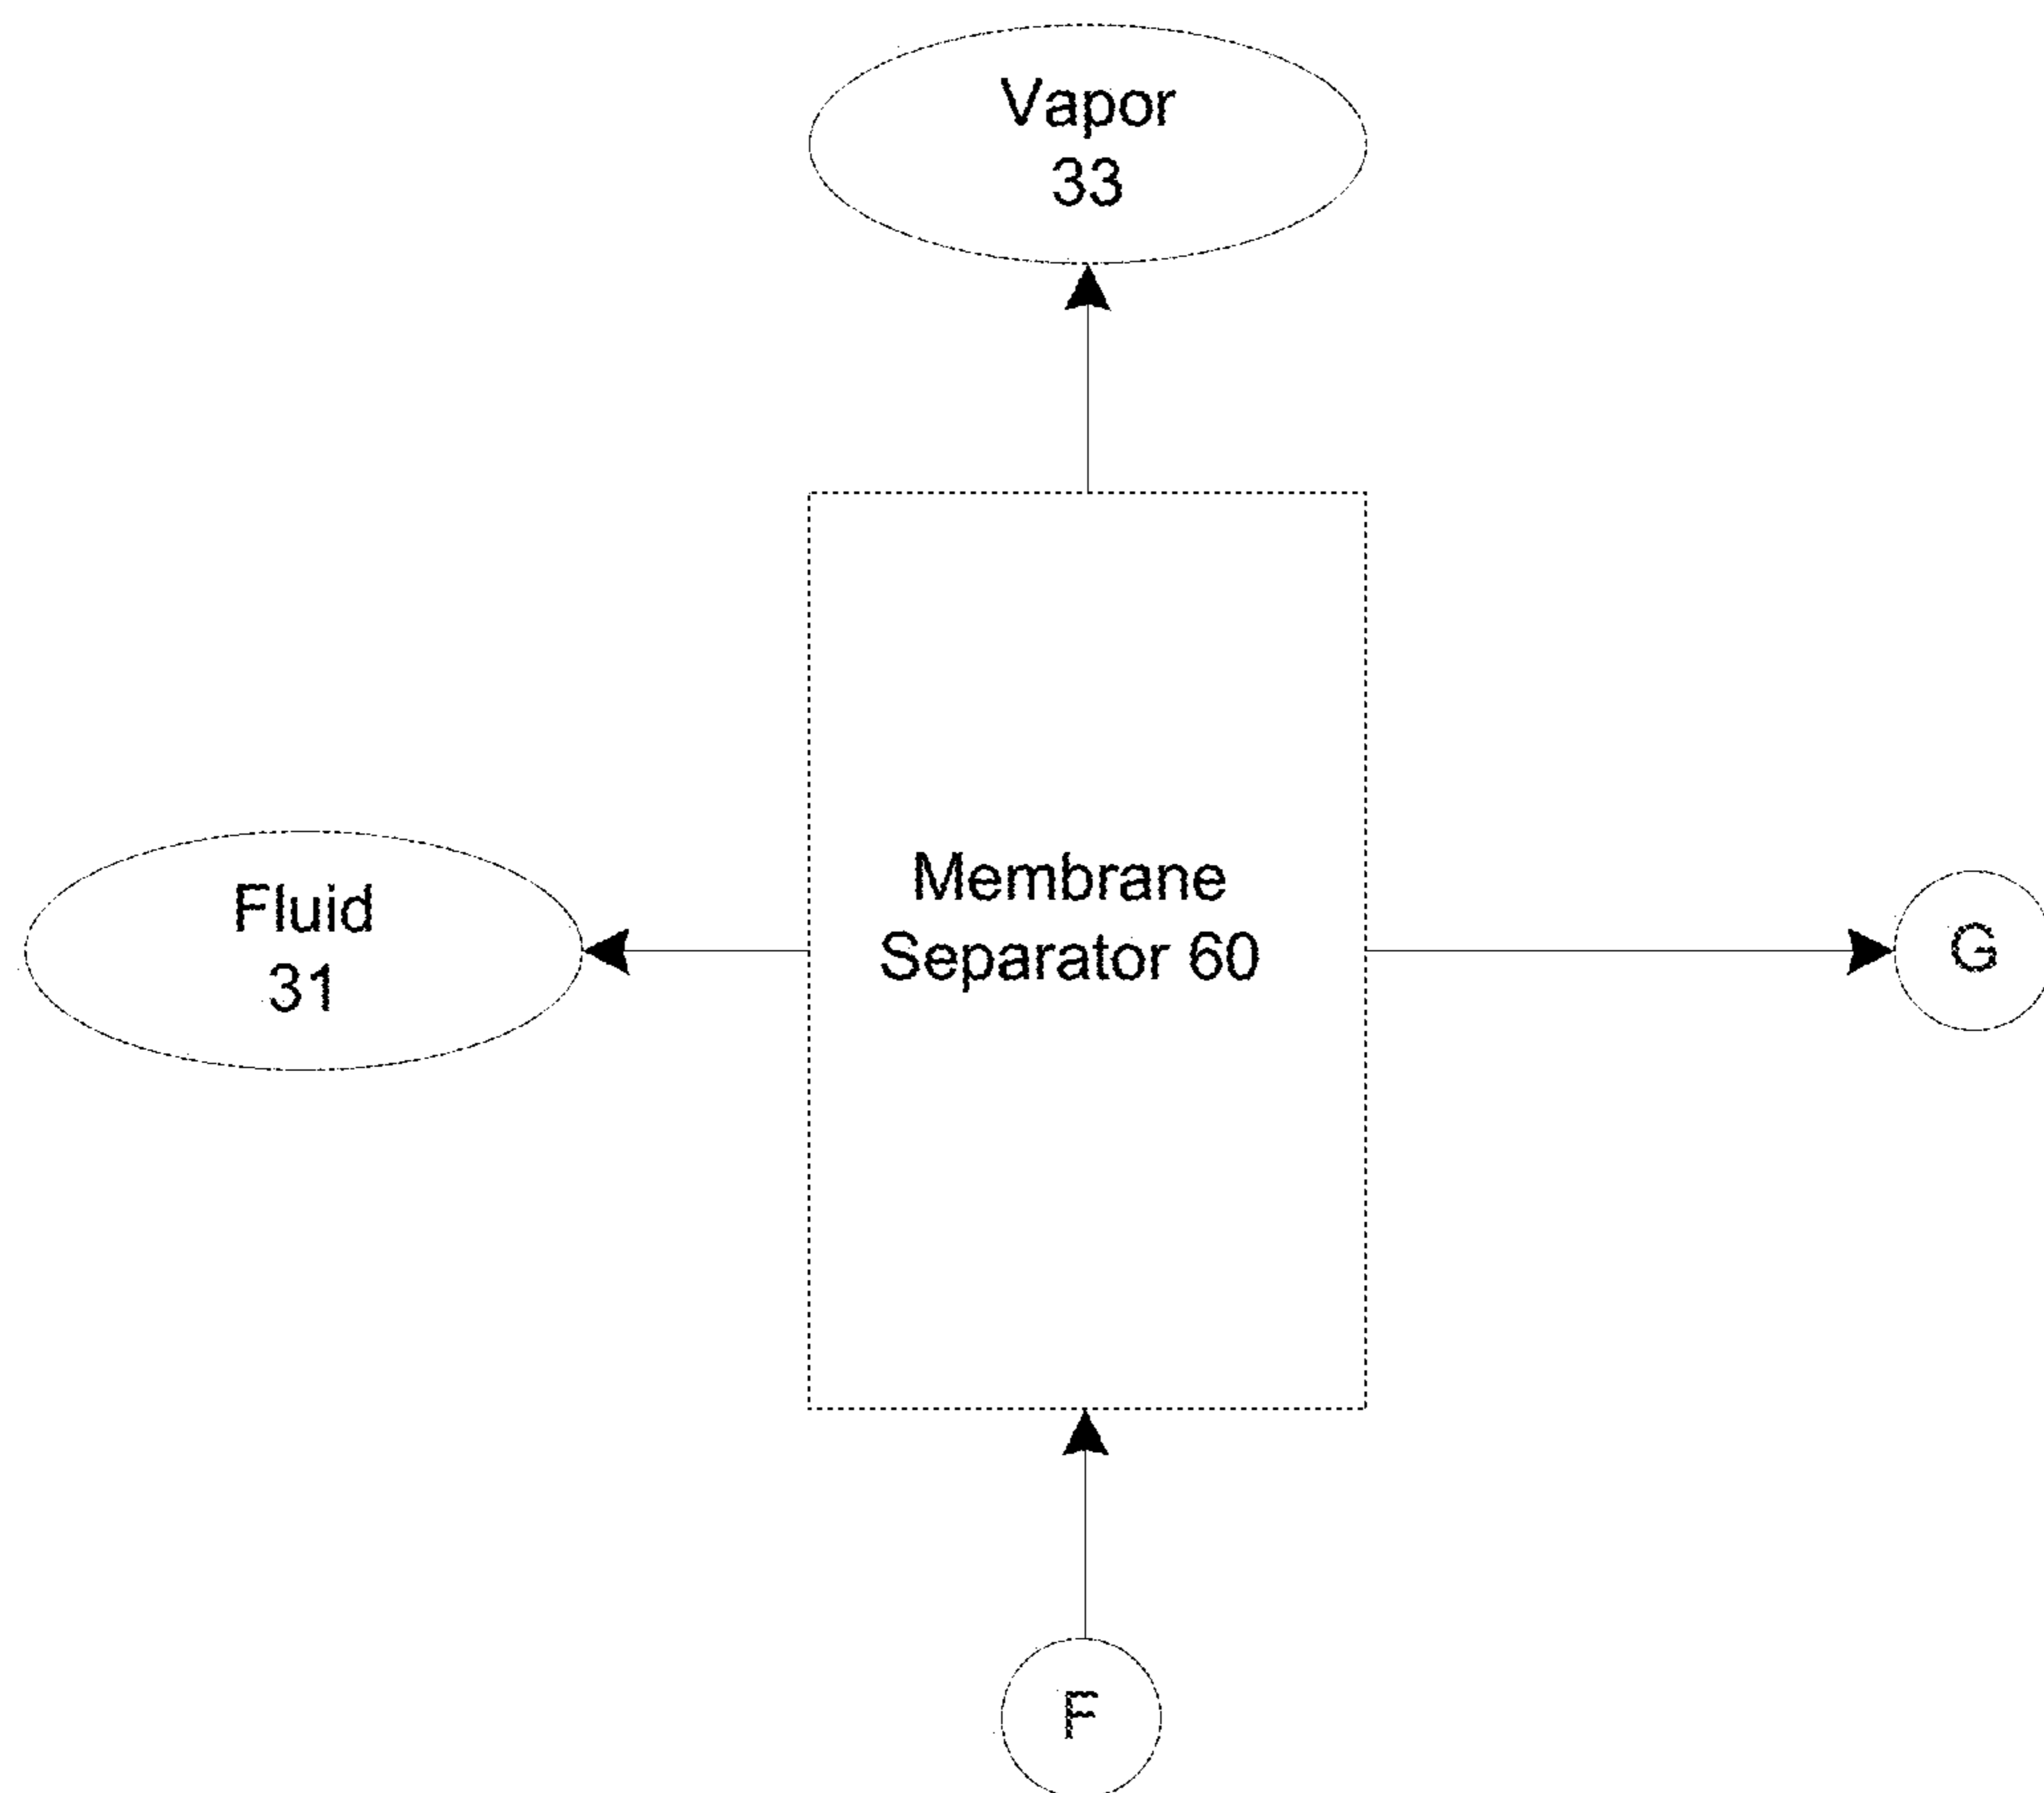 Vapor
33
Membrane
Separator 60
Fluid
31
G
F